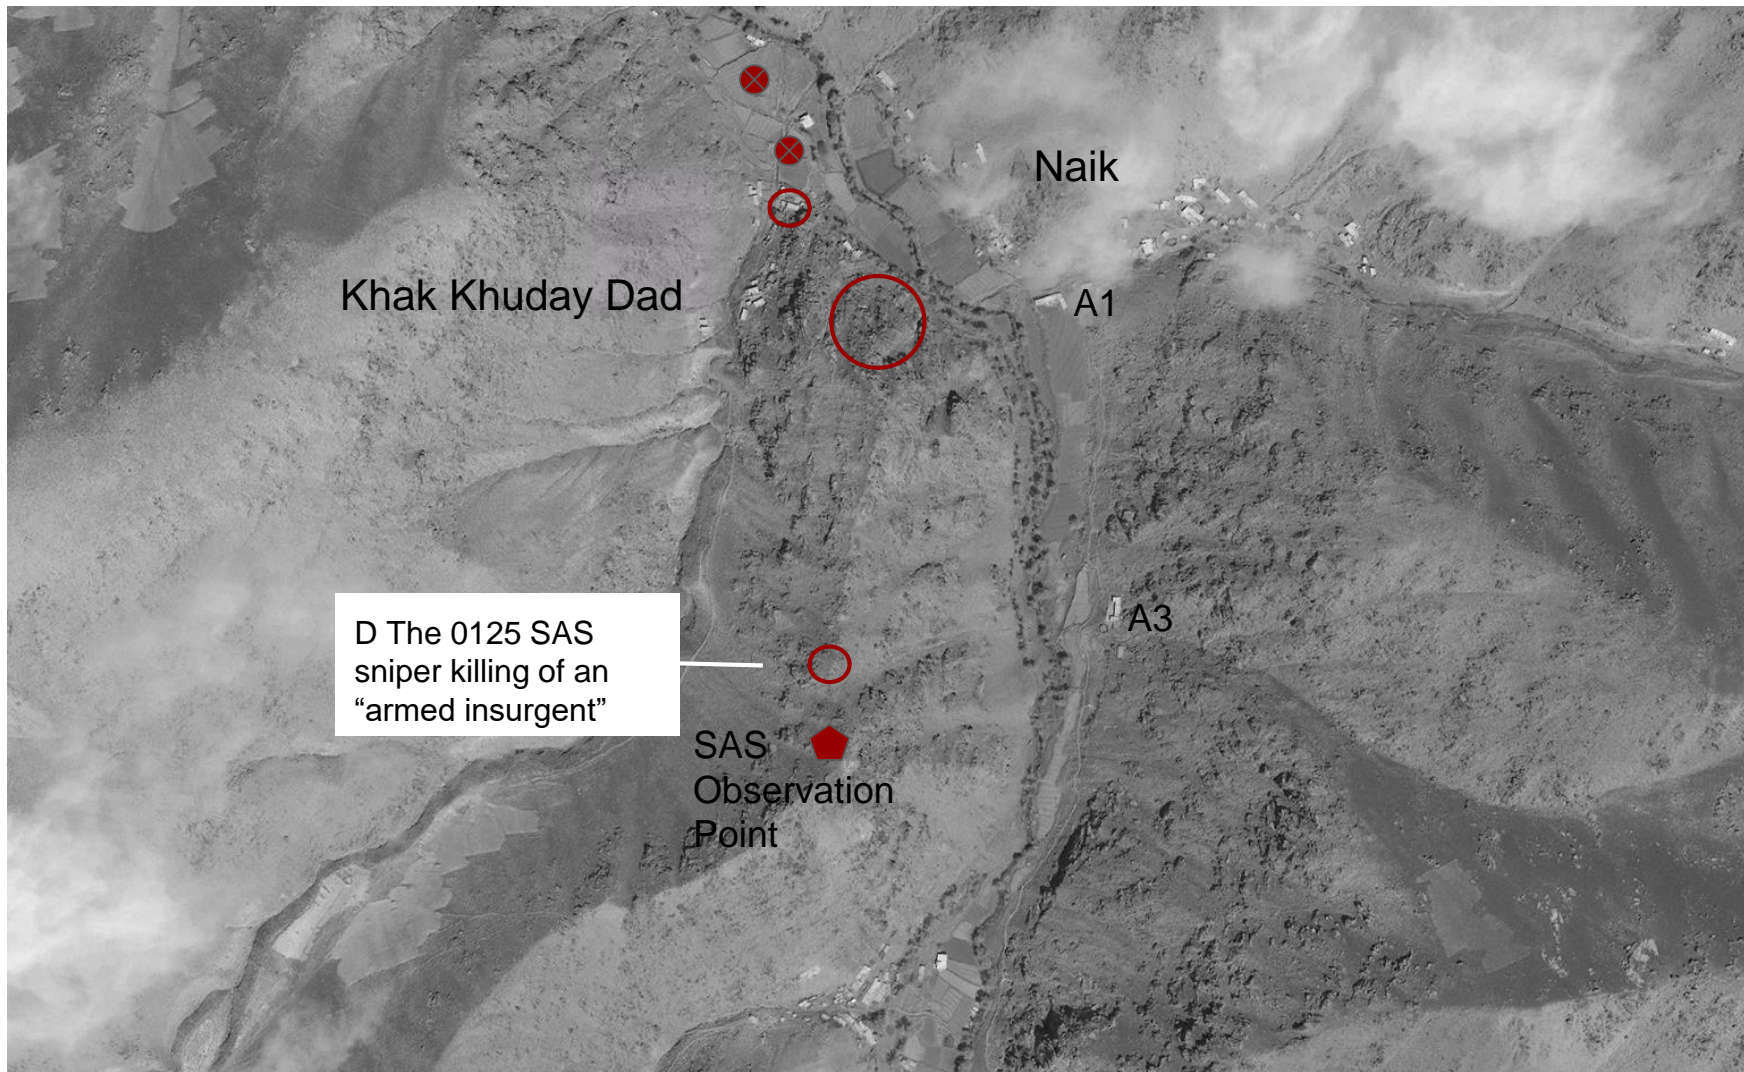 Naik
Khak Khuday Dad
A1
D The 0125 SAS
sniper killing of an
“armed insurgent”
A3
SAS
Observation
Point